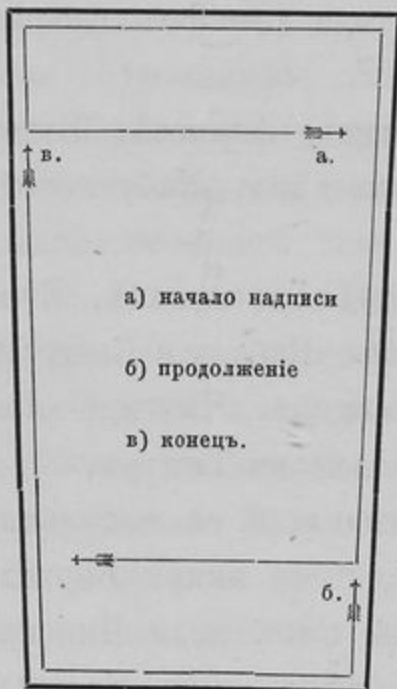 в.
а.
а) начало надписи
б) продолженіе
в) конецъ.
б.